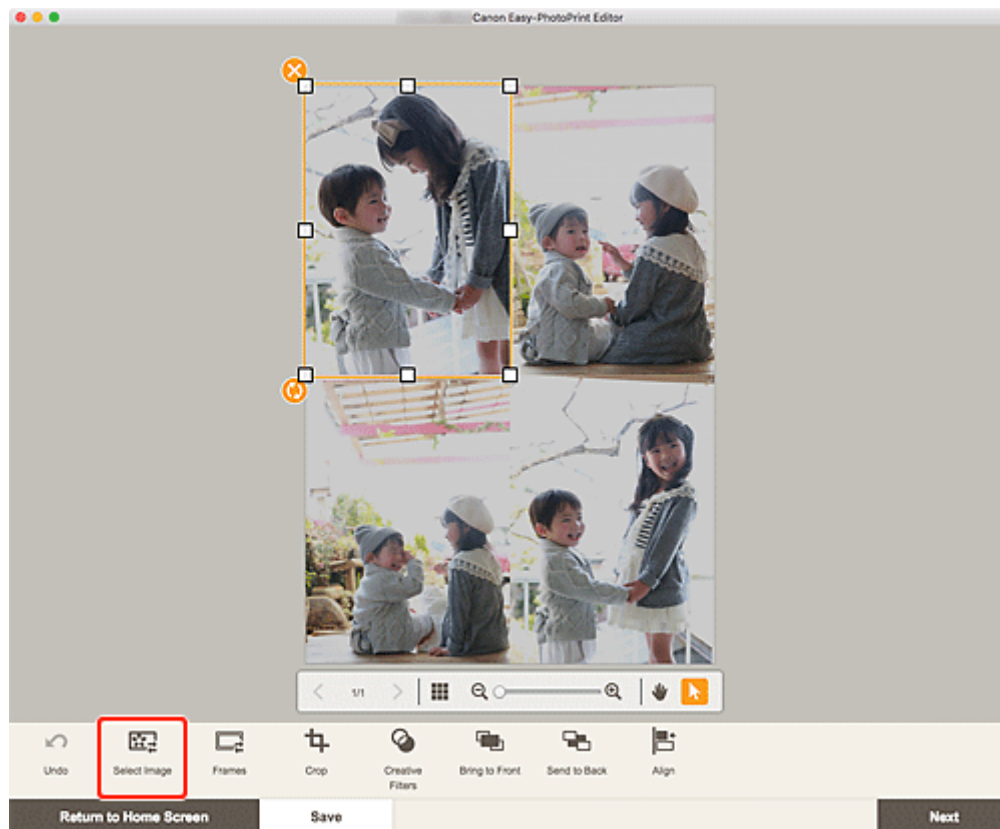 Canon Easy-PhotoPrint Editor
1/1
Undo
Select Image
Frames
Crop
Creative
Filters
Bring to Front
Send to Back
Align
Return to Home Screen
Save
Next